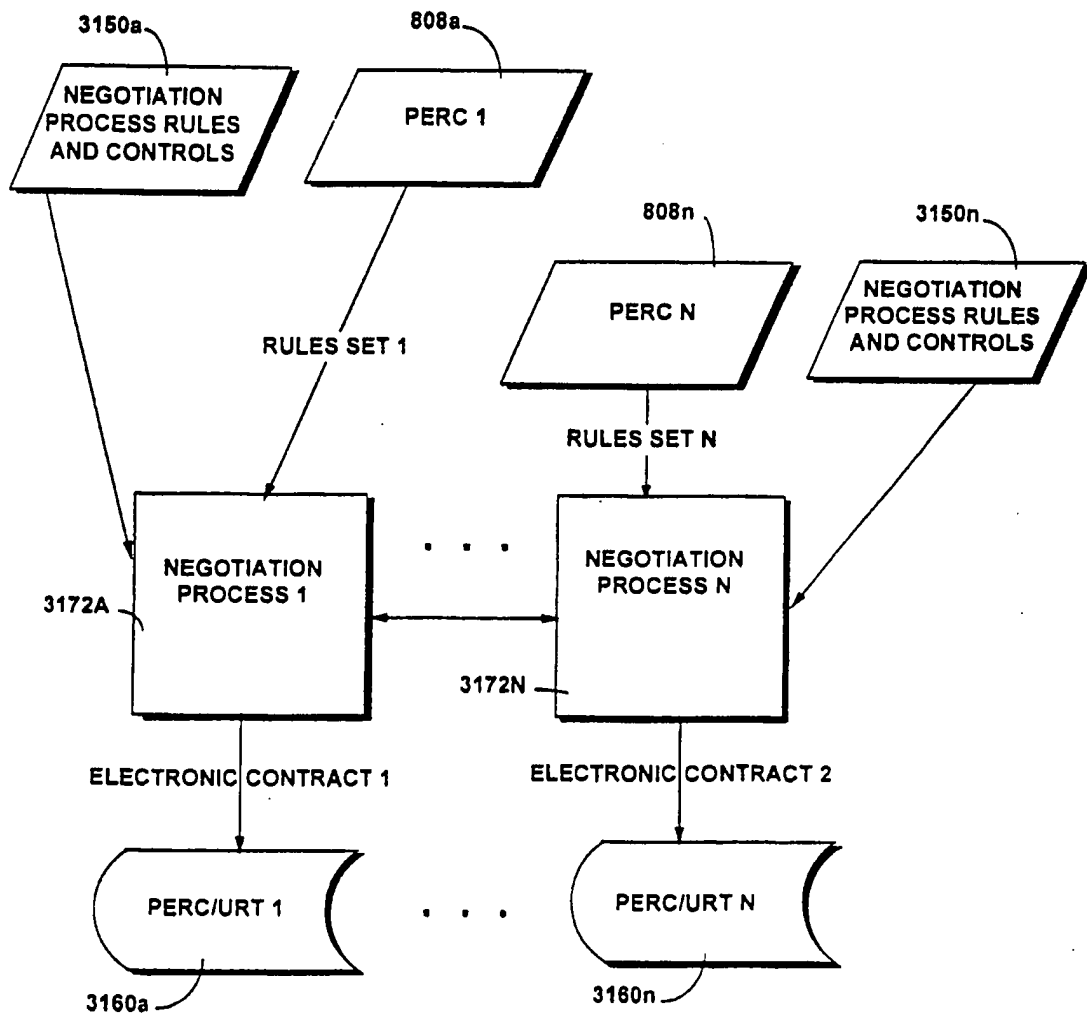 3150a
808a
NEGOTIATION
PROCESS RULES
AND CONTROLS
PERC 1
808n
3150n
PERC N
NEGOTIATION
PROCESS RULES
AND CONTROLS
RULES SET 1
RULES SET N
NEGOTIATION
PROCESS 1
. . .
NEGOTIATION
PROCESS N
3172A
3172N
ELECTRONIC CONTRACT 1
ELECTRONIC CONTRACT 2
PERC/URT 1
. . .
PERC/URT N
3160a
3160n